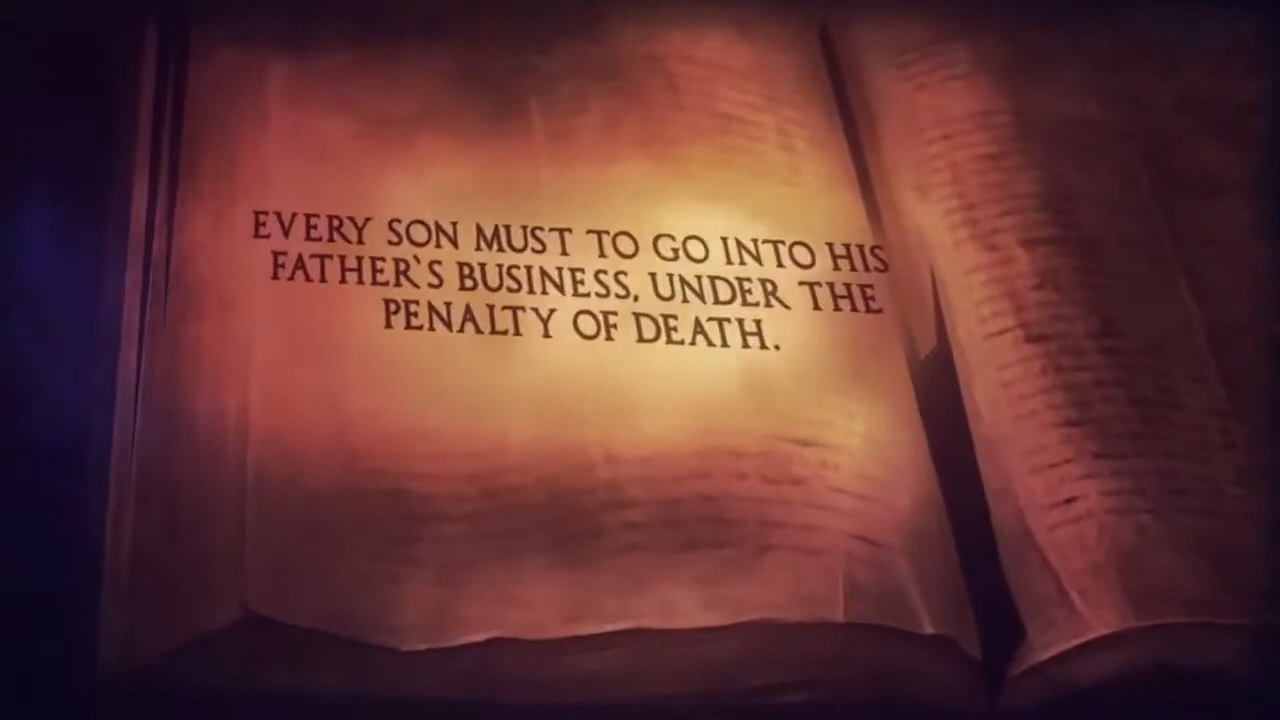 EVERY SON MUST TO GO INTO HIS
FATHER`S BUSINESS, UNDER THE
PENALTY OF DEATH.